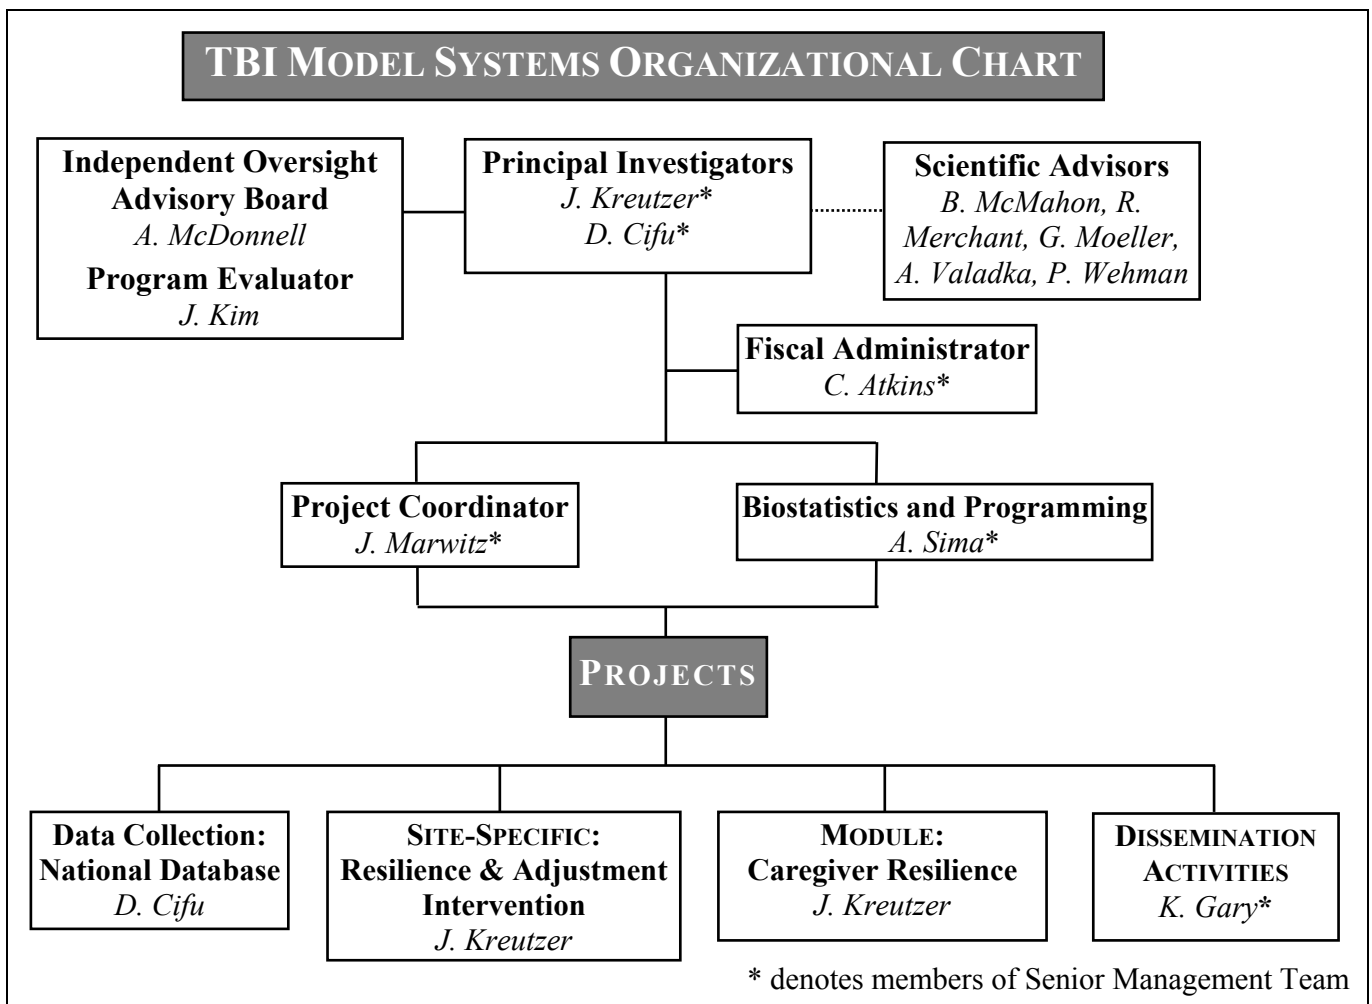 TBI MODEL SYSTEMS ORGANIZATIONAL CHART
Independent Oversight
Advisory Board
A. McDonnell
Program Evaluator
J. Kim
Principal Investigators
J. Kreutzer*
D. Cifu*
Scientific Advisors
B. McMahon, R.
Merchant, G. Moeller,
A. Valadka, P. Wehman
Fiscal Administrator
C. Atkins*
Project Coordinator
J. Marwitz*
Biostatistics and Programming
A. Sima*
PROJECTS
Data Collection:
National Database
D. Cifu
SITE-SPECIFIC:
Resilience & Adjustment
Intervention
J. Kreutzer
MODULE:
Caregiver Resilience
J. Kreutzer
DISSEMINATION
ACTIVITIES
K. Gary*
* denotes members of Senior Management Team